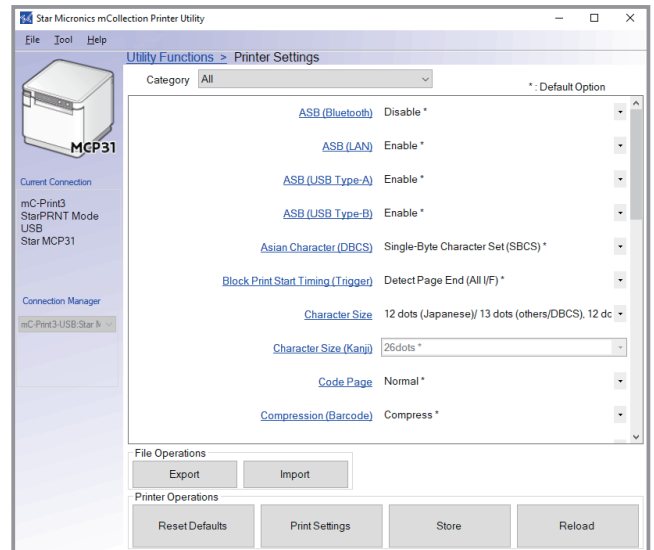 Star Micronics mCollection Printer Utility
File Tool Help
Utility Functions > Printer Settings
Category All
* : Default Option
MCP31
ASB (Bluetooth) Disable *
ASB (LAN) Enable *
ASB (USB Type-A) Enable *
ASB (USB Type-B) Enable *
Asian Character (DBCS) Single-Byte Character Set (SBCS) *
Block Print Start Timing (Trigger) Detect Page End (All I/F) *
Character Size 12 dots (Japanese)/ 13 dots (others/DBCS), 12 dc
Character Size (Kanji) 26dots *
Code Page Normal *
Compression (Barcode) Compress *
Current Connection
mC-Print3
StarPRNT Mode
USB
Star MCP31
Connection Manager
mC-Print3-USB:Star
File Operations
Export Import
Printer Operations
Reset Defaults Print Settings Store Reload